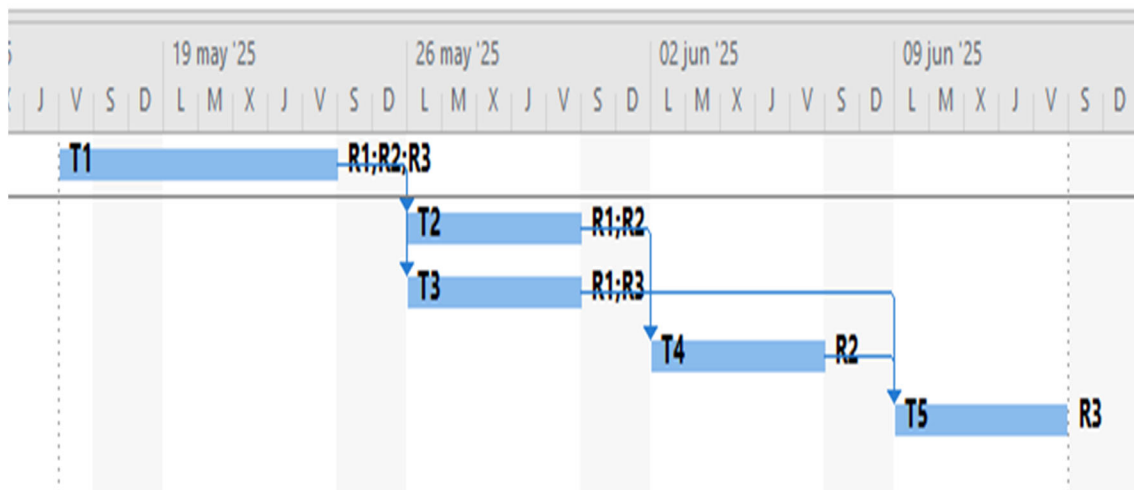 19 may '25 26 may '25 02 jun '25 09 jun '25
J V S D L M X J V S D L M X J V S D L M X J V S D L M X J V S D
T1 R1;R2;R3
T2 R1;R2
T3 R1;R3
T4 R2
T5 R3